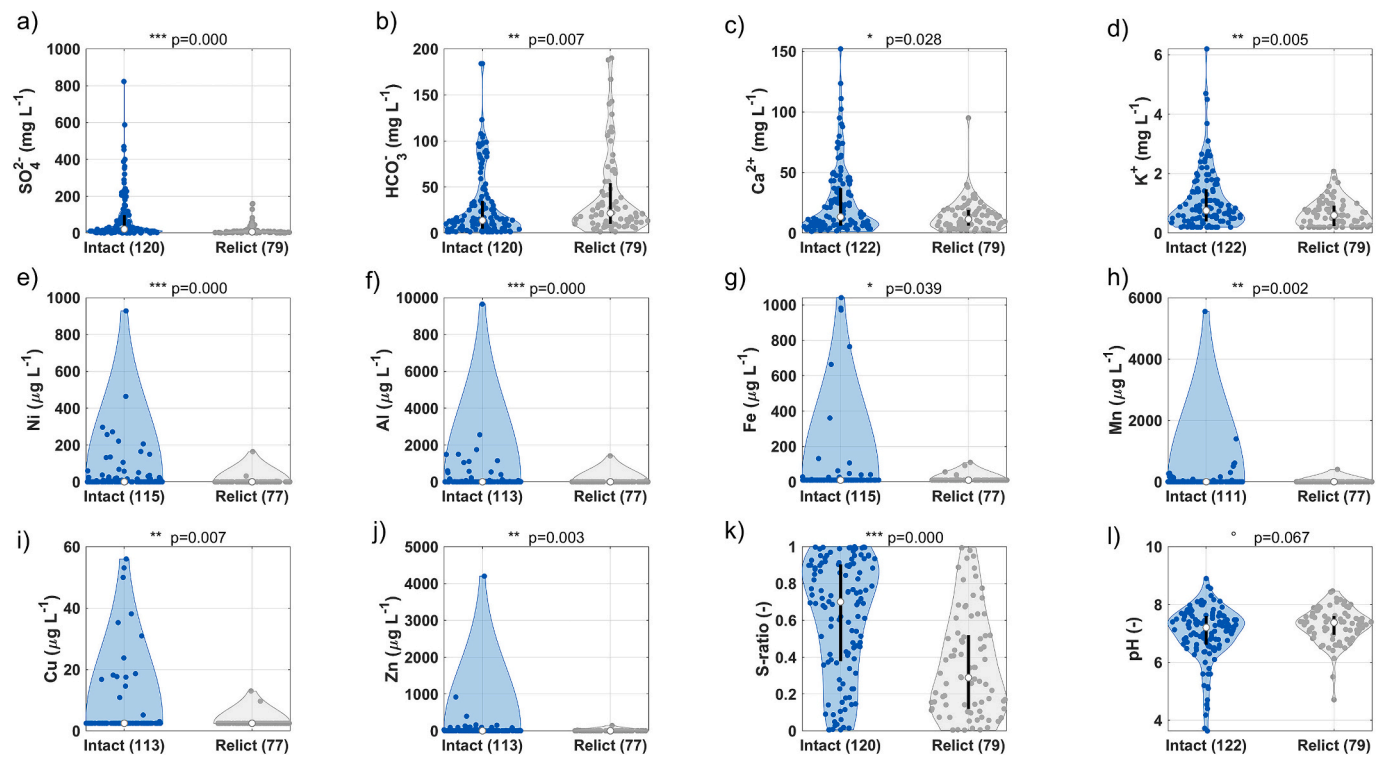 a)
*** p=0.000
SO₄²⁻ (mg L⁻¹)
1000
800
600
400
200
0
Intact (120)
Relict (79)
b)
** p=0.007
HCO₃⁻ (mg L⁻¹)
200
150
100
50
0
Intact (120)
Relict (79)
c)
* p=0.028
Ca²⁺ (mg L⁻¹)
150
100
50
0
Intact (122)
Relict (79)
d)
** p=0.005
K⁺ (mg L⁻¹)
6
4
2
0
Intact (122)
Relict (79)
e)
*** p=0.000
Ni (μg L⁻¹)
1000
800
600
400
200
0
Intact (115)
Relict (77)
f)
*** p=0.000
Al (μg L⁻¹)
10000
8000
6000
4000
2000
0
Intact (113)
Relict (77)
g)
* p=0.039
Fe (μg L⁻¹)
1000
800
600
400
200
0
Intact (115)
Relict (77)
h)
** p=0.002
Mn (μg L⁻¹)
6000
4000
2000
0
Intact (111)
Relict (77)
i)
** p=0.007
Cu (μg L⁻¹)
60
40
20
0
Intact (113)
Relict (77)
j)
** p=0.003
Zn (μg L⁻¹)
5000
4000
3000
2000
1000
0
Intact (113)
Relict (77)
k)
*** p=0.000
S-ratio (-)
1
0.8
0.6
0.4
0.2
0
Intact (120)
Relict (79)
l)
° p=0.067
pH (-)
10
8
6
4
Intact (122)
Relict (79)